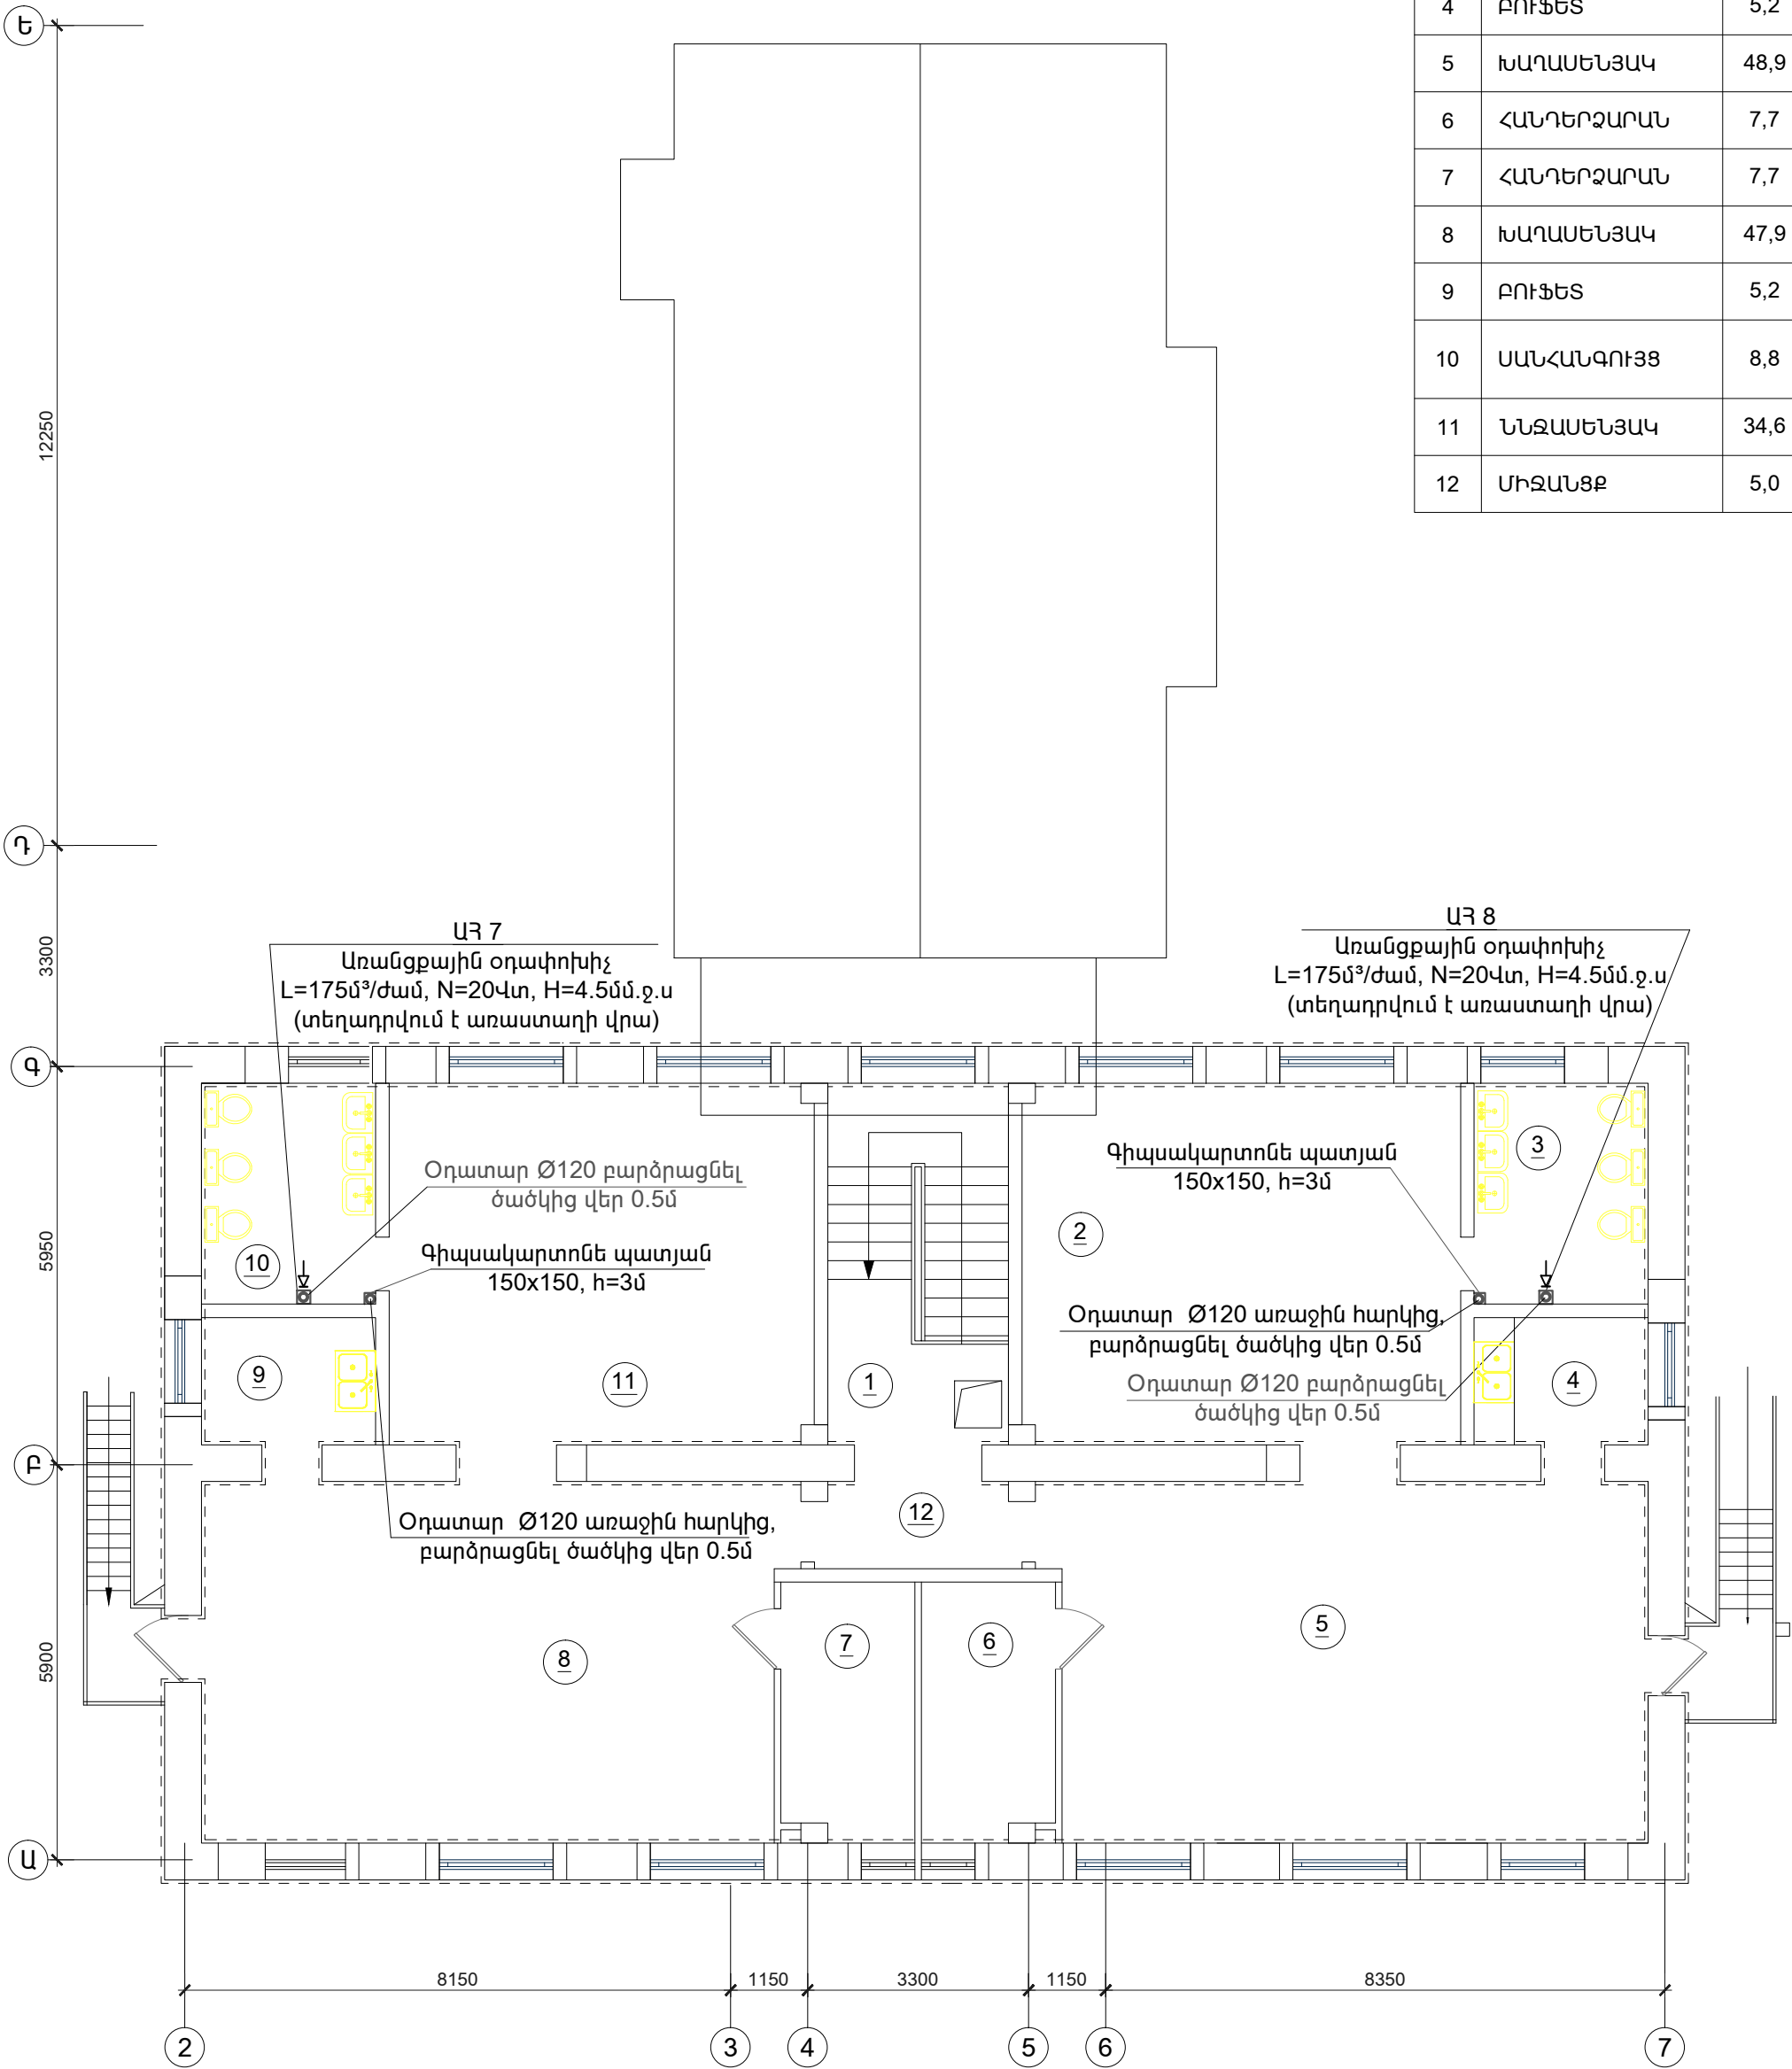 4 ԲՈՒՖԵՏ 5,2
5 ԽԱՂԱՍԵՆՅԱԿ 48,9
6 ՀԱՆԴԵՐՁԱՐԱՆ 7,7
7 ՀԱՆԴԵՐՁԱՐԱՆ 7,7
8 ԽԱՂԱՍԵՆՅԱԿ 47,9
9 ԲՈՒՖԵՏ 5,2
10 ՍԱՆՀԱՆԳՈՒՅՑ 8,8
11 ՆՆՋԱՍԵՆՅԱԿ 34,6
12 ՄԻՋԱՆՑՔ 5,0
Ե
12250
Դ
3300
ԱՀ 7
Առանցքային օդափոխիչ
L=175մ³/ժամ, N=20Վտ, H=4.5մմ.ջ.ս
(տեղադրվում է առաստաղի վրա)
ԱՀ 8
Առանցքային օդափոխիչ
L=175մ³/ժամ, N=20Վտ, H=4.5մմ.ջ.ս
(տեղադրվում է առաստաղի վրա)
Գ
5950
Օդատար Ø120 բարձրացնել
ծածկից վեր 0.5մ
Գիպսակարտոնե պատյան
150x150, h=3մ
Գիպսակարտոնե պատյան
150x150, h=3մ
3
2
10
Օդատար Ø120 առաջին հարկից,
բարձրացնել ծածկից վեր 0.5մ
Օդատար Ø120 բարձրացնել
ծածկից վեր 0.5մ
9
11
1
4
Բ
12
Օդատար Ø120 առաջին հարկից,
բարձրացնել ծածկից վեր 0.5մ
5900
8
7
6
5
Ա
8150
1150
3300
1150
8350
2
3
4
5
6
7